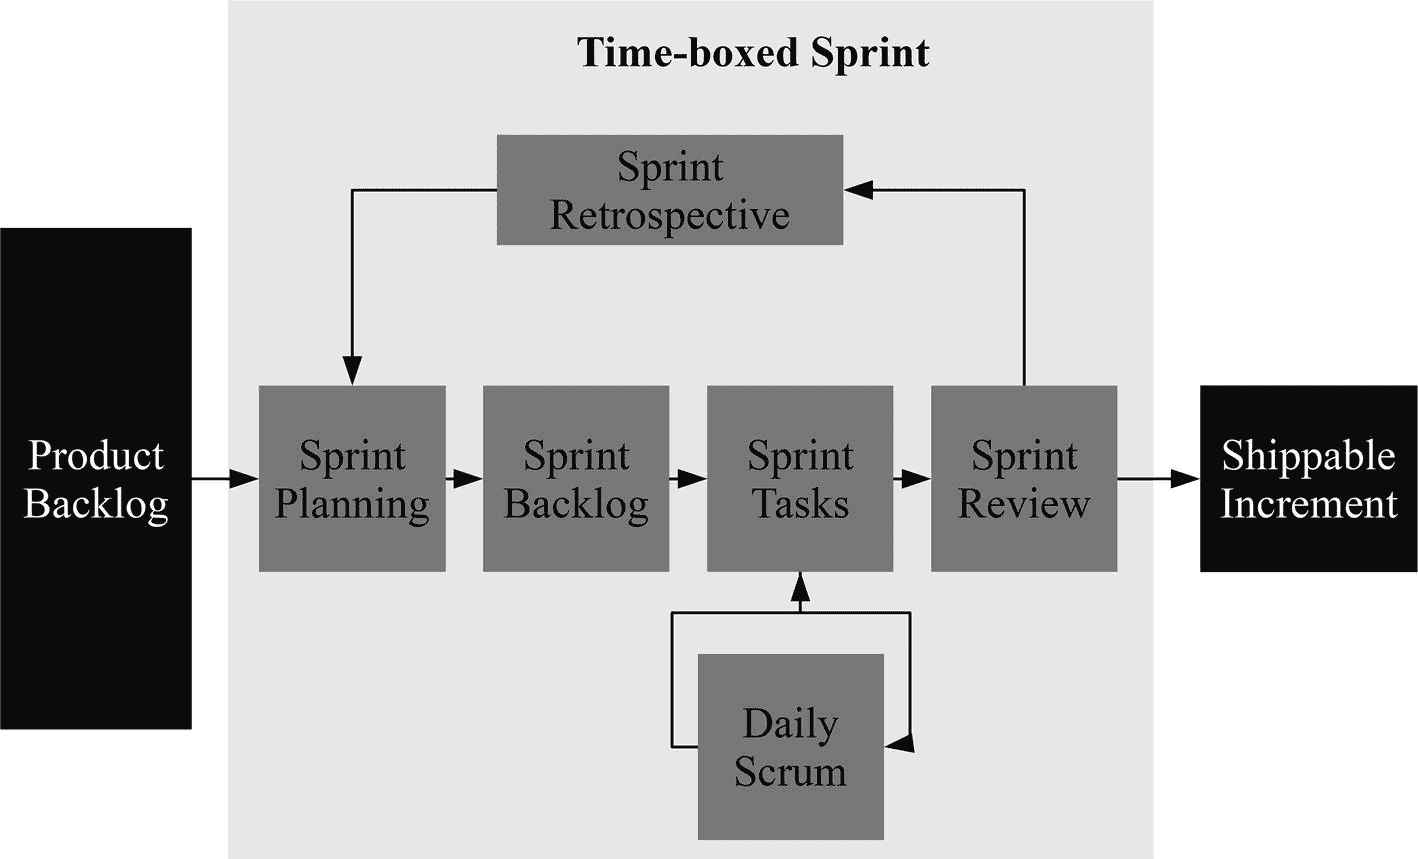 Time-boxed Sprint
Sprint
Retrospective
Product
Backlog
Sprint
Planning
Sprint
Backlog
Sprint
Tasks
Sprint
Review
Shippable
Increment
Daily
Scrum